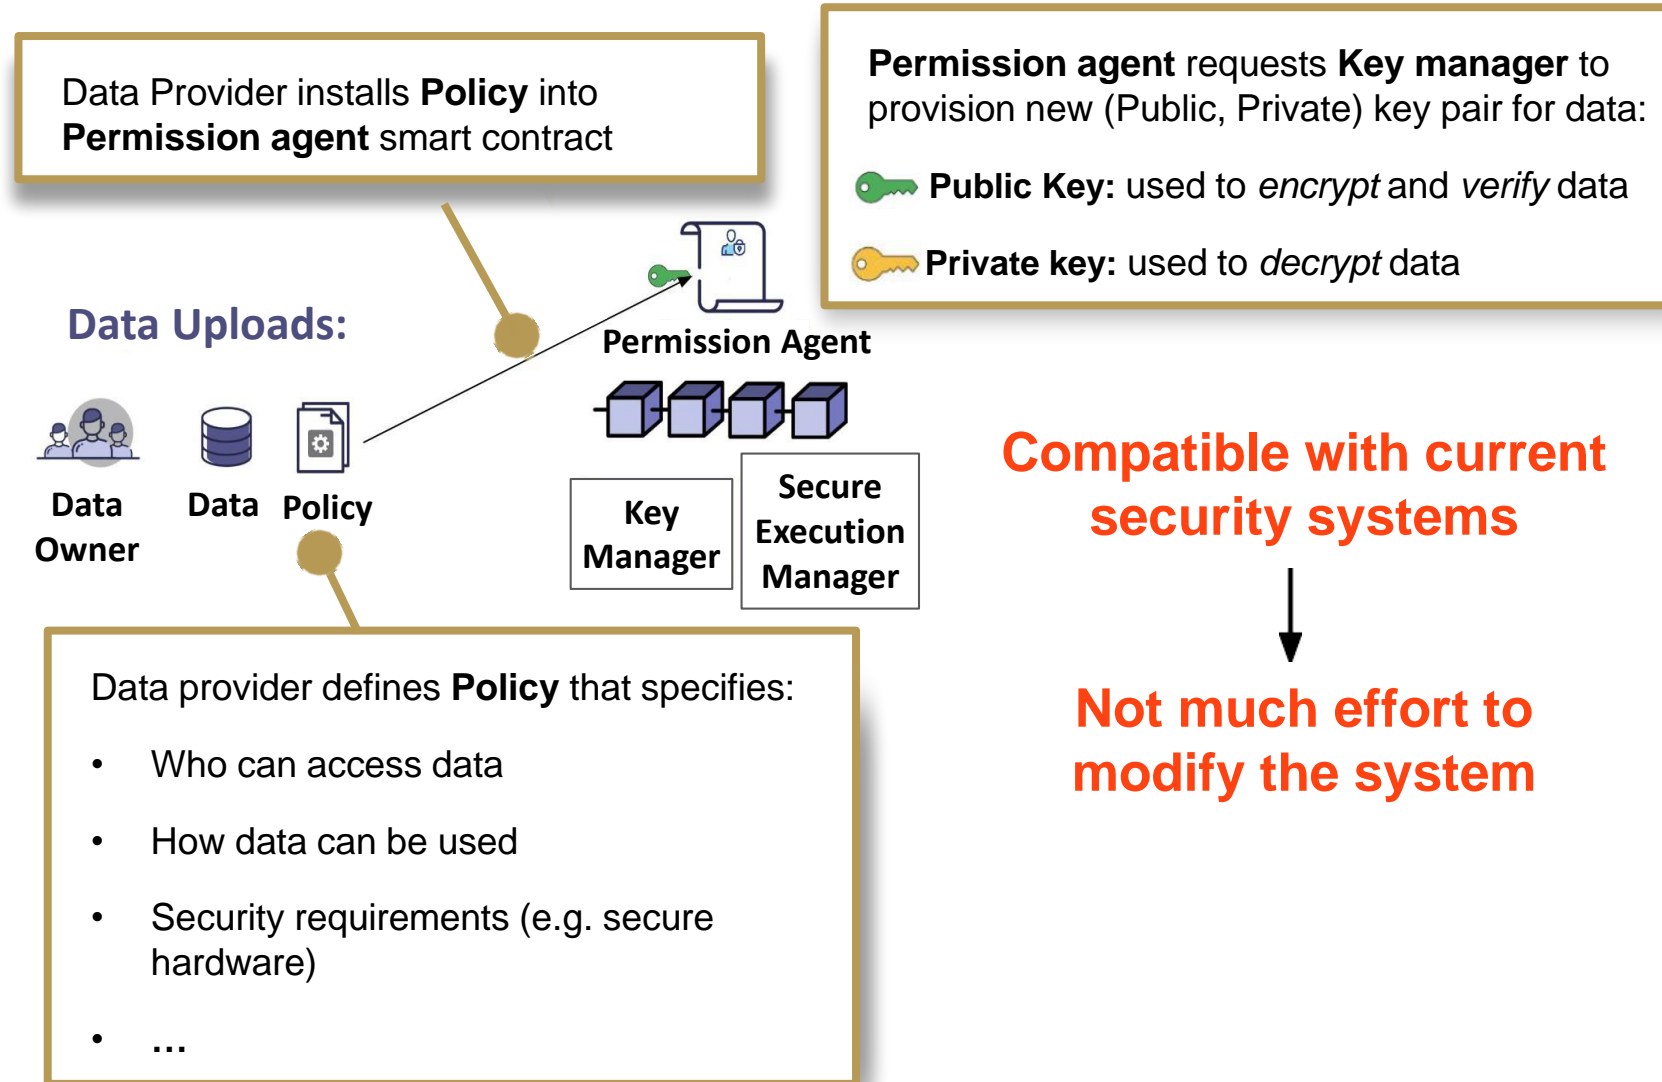 Data Provider installs Policy into
Permission agent smart contract
Permission agent requests Key manager to
provision new (Public, Private) key pair for data:
Public Key: used to encrypt and verify data
Private key: used to decrypt data
Data Uploads:
Permission Agent
Data
Owner
Data
Policy
Key
Manager
Secure
Execution
Manager
Compatible with current
security systems
Not much effort to
modify the system
Data provider defines Policy that specifies:
• Who can access data
• How data can be used
• Security requirements (e.g. secure
hardware)
• ...